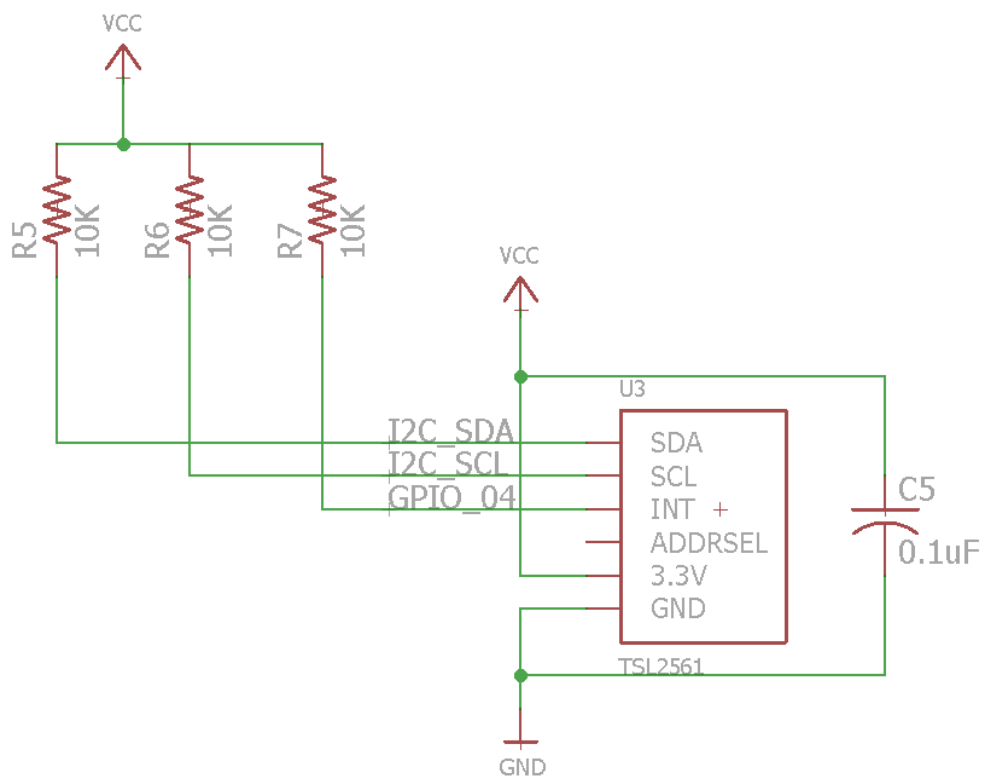 VCC
R5
10K
R6
10K
R7
10K
VCC
U3
I2C_SDA
I2C_SCL
GPIO_04
SDA
SCL
INT
ADDRSEL
3.3V
GND
C5
0.1uF
TSL2561
GND